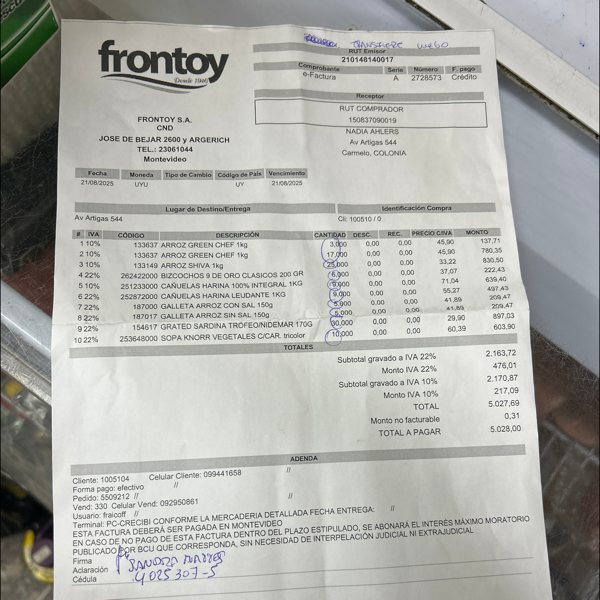 TRANSFIERE
frontoy
Desde 1946
RUT Emisor
210148140017
Comprobante Serie Número F. pago
e-Factura A 2728573 Crédito
Receptor
RUT COMPRADOR
150837090019
NADIA AHLERS
Av Artigas 544
Carmelo, COLONIA
FRONTOY S.A.
CND
JOSE DE BEJAR 2600 y ARGERICH
TEL.: 23061044
Montevideo
Fecha Moneda Tipo de Cambio Código de País Vencimiento
21/08/2025 UYU UY 21/08/2025
Lugar de Destino/Entrega Identificación Compra
Av Artigas 544 Cli: 100510 / 0
# IVA CÓDIGO DESCRIPCIÓN CANTIDAD DESC. REC. PRECIO C/IVA MONTO
1 10% 133637 ARROZ GREEN CHEF 1kg 3,000 0,00 0,00 45,90 137,71
2 10% 133637 ARROZ GREEN CHEF 1kg 17,000 0,00 0,00 45,90 780,35
3 10% 133149 ARROZ SHIVA 1kg 25,000 0,00 0,00 33,22 830,50
4 22% 262422000 BIZCOCHOS 9 DE ORO CLASICOS 200 GR 6,000 0,00 0,00 37,07 222,43
5 10% 251233000 CAÑUELAS HARINA 100% INTEGRAL 1KG 9,000 0,00 0,00 71,04 639,40
6 22% 252872000 CAÑUELAS HARINA LEUDANTE 1KG 9,000 0,00 0,00 55,27 497,43
7 22% 187000 GALLETA ARROZ CON SAL 150g 5,000 0,00 0,00 41,89 209,47
8 22% 187017 GALLETA ARROZ SIN SAL 150g 5,000 0,00 0,00 41,89 209,47
9 22% 154617 GRATED SARDINA TROFEO/NIDEMAR 170G 30,000 0,00 0,00 29,90 897,03
10 22% 253648000 SOPA KNORR VEGETALES C/CAR. tricolor 10,000 0,00 0,00 60,39 603,90
TOTALES
Subtotal gravado a IVA 22% 2.163,72
Monto IVA 22% 476,01
Subtotal gravado a IVA 10% 2.170,87
Monto IVA 10% 217,09
TOTAL 5.027,69
Monto no facturable 0,31
TOTAL A PAGAR 5.028,00
ADENDA
Cliente: 1005104 Celular Cliente: 099441658 //
Forma pago: efectivo //
Pedido: 5509212 // //
Vend: 330 Celular Vend: 092950861
Usuario: fraicoff //
Terminal: PC-CRECIBI CONFORME LA MERCADERIA DETALLADA FECHA ENTREGA: //
ESTA FACTURA DEBERÁ SER PAGADA EN MONTEVIDEO
EN CASO DE NO PAGO DE ESTA FACTURA DENTRO DEL PLAZO ESTIPULADO, SE ABONARÁ EL INTERÉS MÁXIMO MORATORIO
PUBLICADO POR BCU QUE CORRESPONDA, SIN NECESIDAD DE INTERPELACIÓN JUDICIAL NI EXTRAJUDICIAL
Firma
Aclaración SANDRA
Cédula 4025307-5